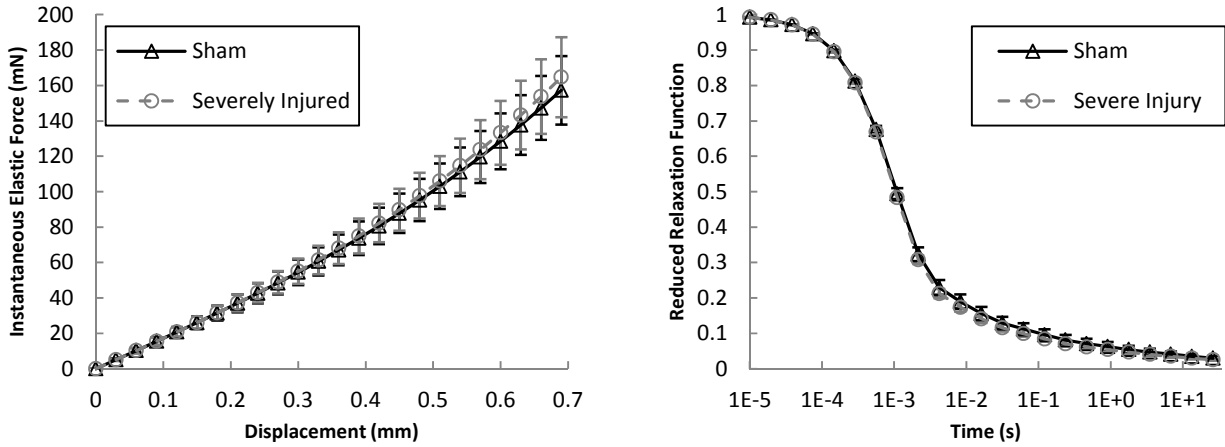 Instantaneous Elastic Force (mN)
200
180
160
140
120
100
80
60
40
20
0
Sham
Severely Injured
0 0.1 0.2 0.3 0.4 0.5 0.6 0.7
Displacement (mm)
Reduced Relaxation Function
1
0.9
0.8
0.7
0.6
0.5
0.4
0.3
0.2
0.1
0
Sham
Severe Injury
1E-5 1E-4 1E-3 1E-2 1E-1 1E+0 1E+1
Time (s)